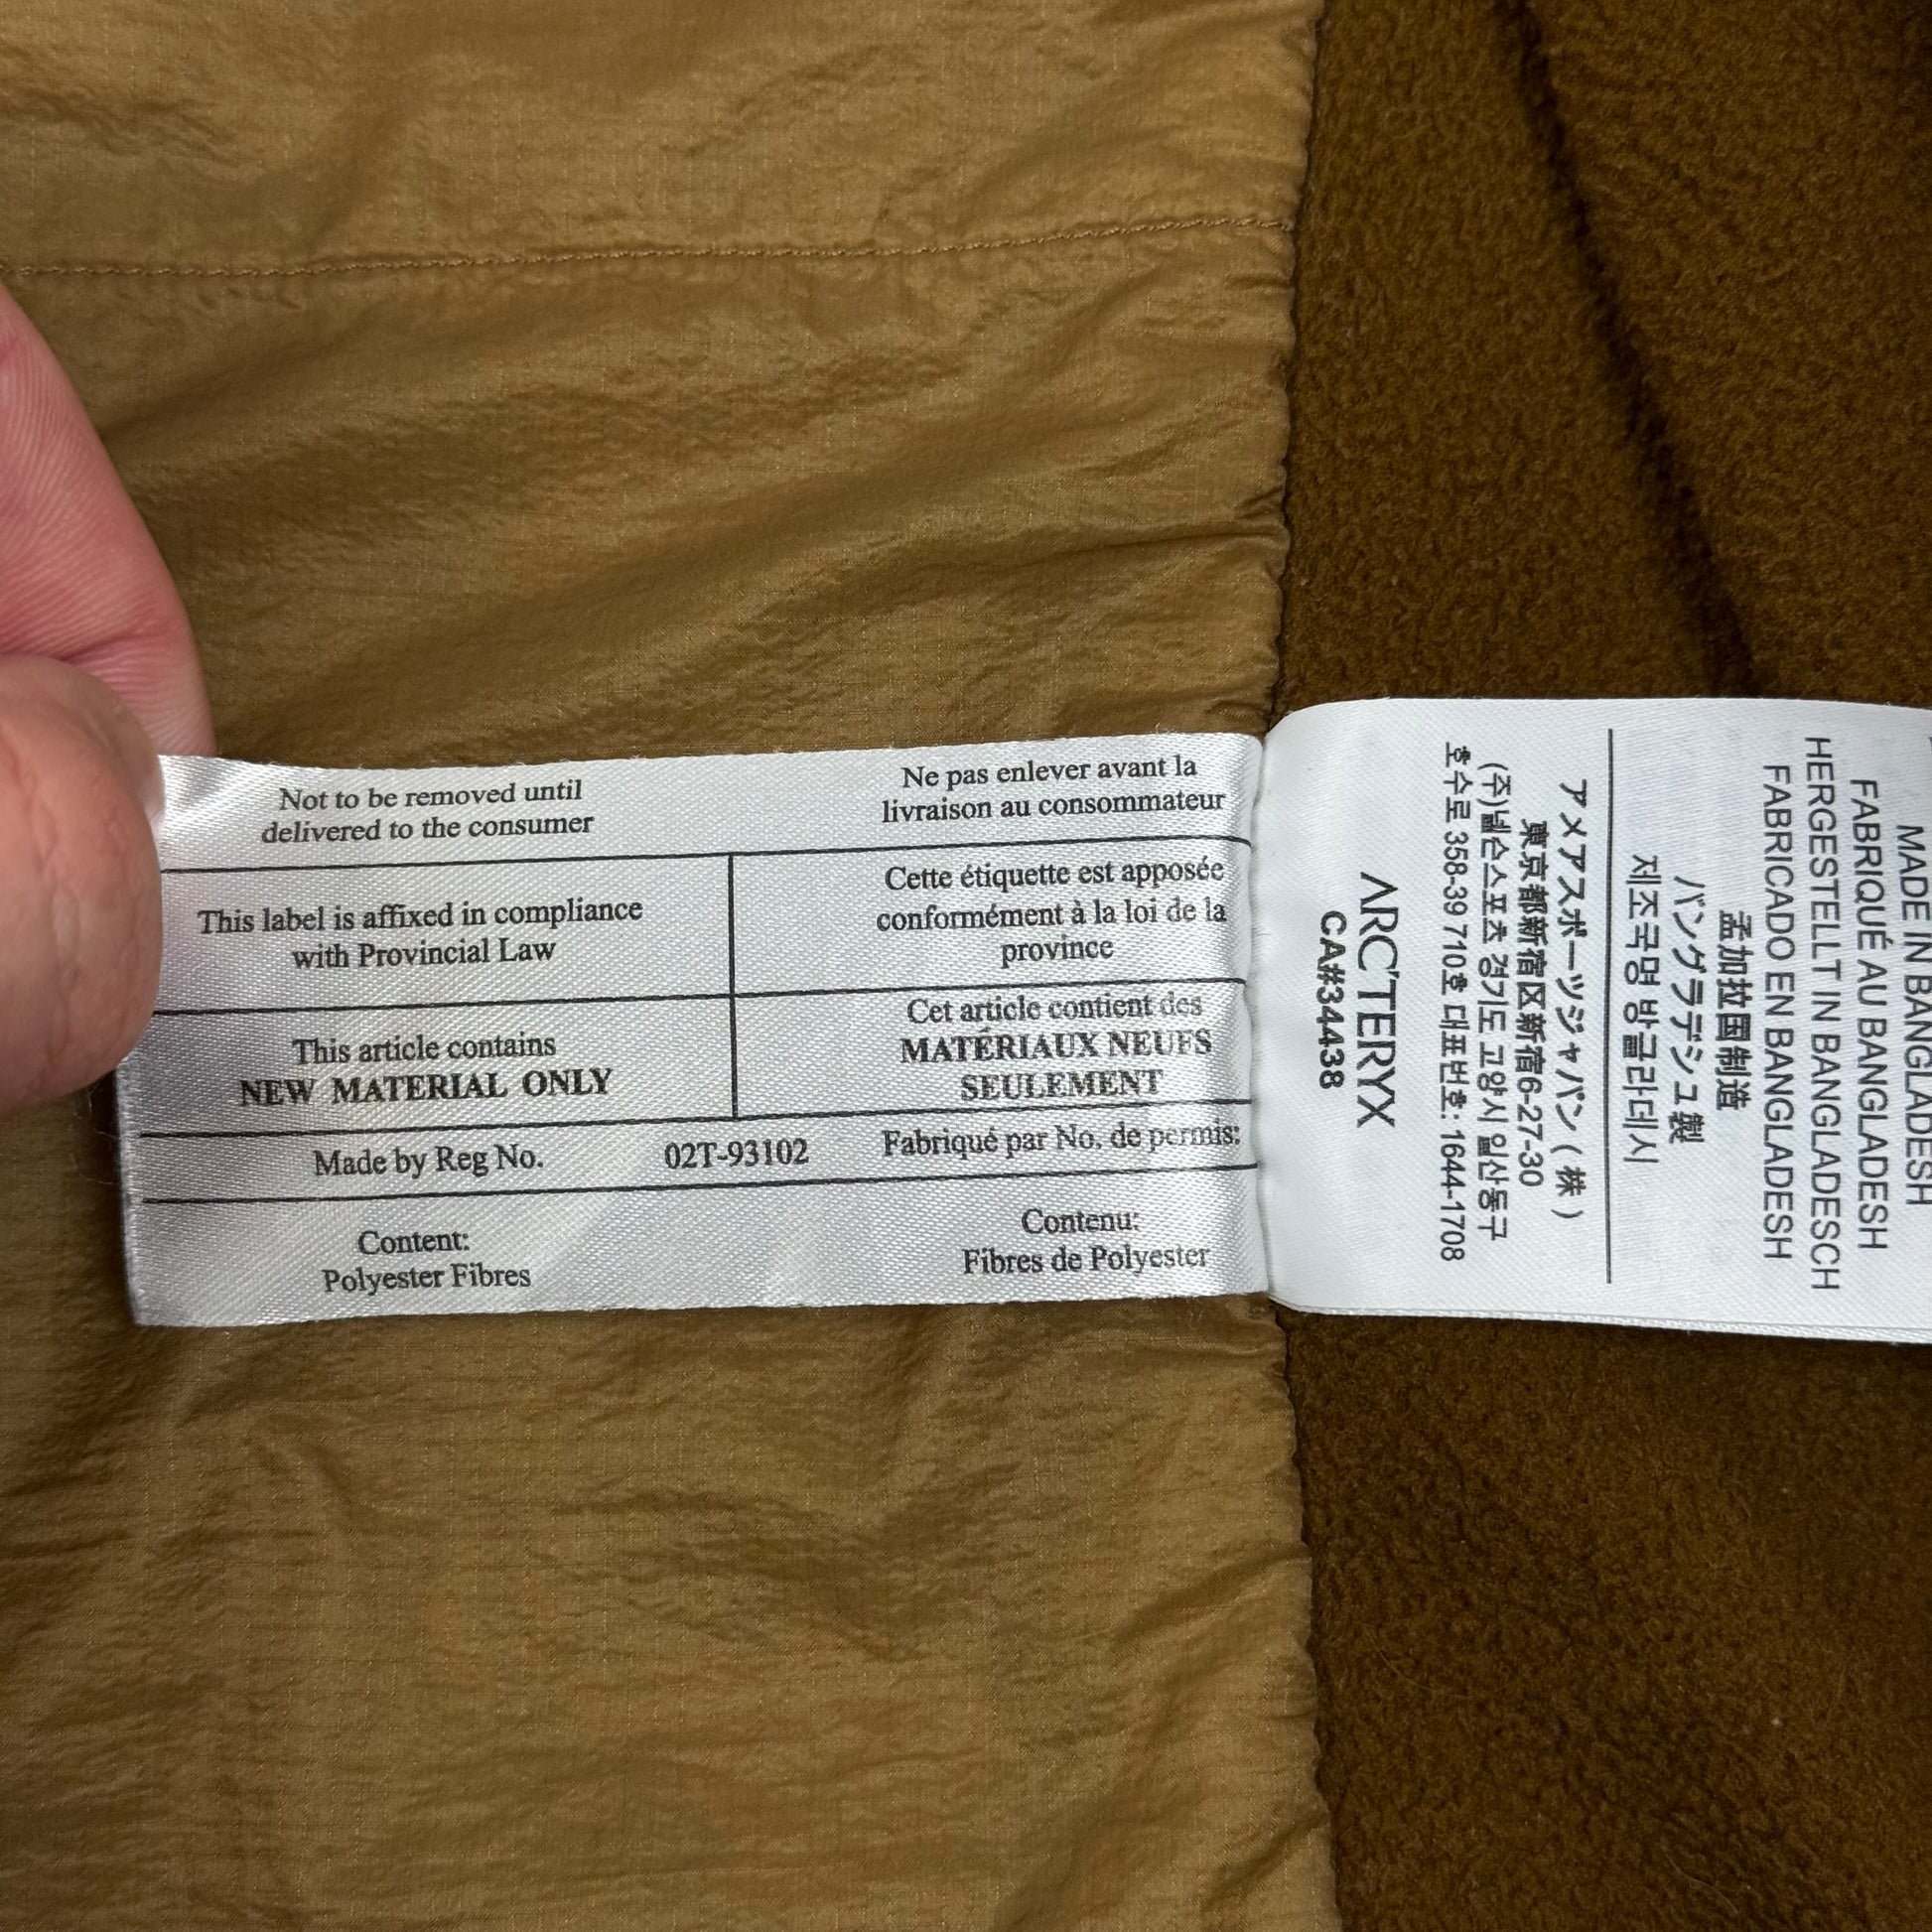 Not to be removed until
delivered to the consumer
Ne pas enlever avant la
livraison au consommateur
This label is affixed in compliance
with Provincial Law
Cette étiquette est apposée
conformément à la loi de la
province
This article contains
NEW MATERIAL ONLY
Cet article contient des
MATÉRIAUX NEUFS
SEULEMENT
Made by Reg No. 02T-93102 Fabriqué par No. de permis:
Content:
Polyester Fibres
Contenu:
Fibres de Polyester
MADE IN BANGLADESH
FABRIQUÉ AU BANGLADESH
HERGESTELLT IN BANGLADESCH
FABRICADO EN BANGLADESH
孟加拉国制造
バングラデシュ製
제조국명 방글라데시
アメアスポーツジャパン(株)
東京都新宿区新宿6-27-30
(주)넬슨스포츠 경기도 고양시 일산동구
호수로 358-39 710호 대표번호: 1644-1708
ARC'TERYX
CA#34438